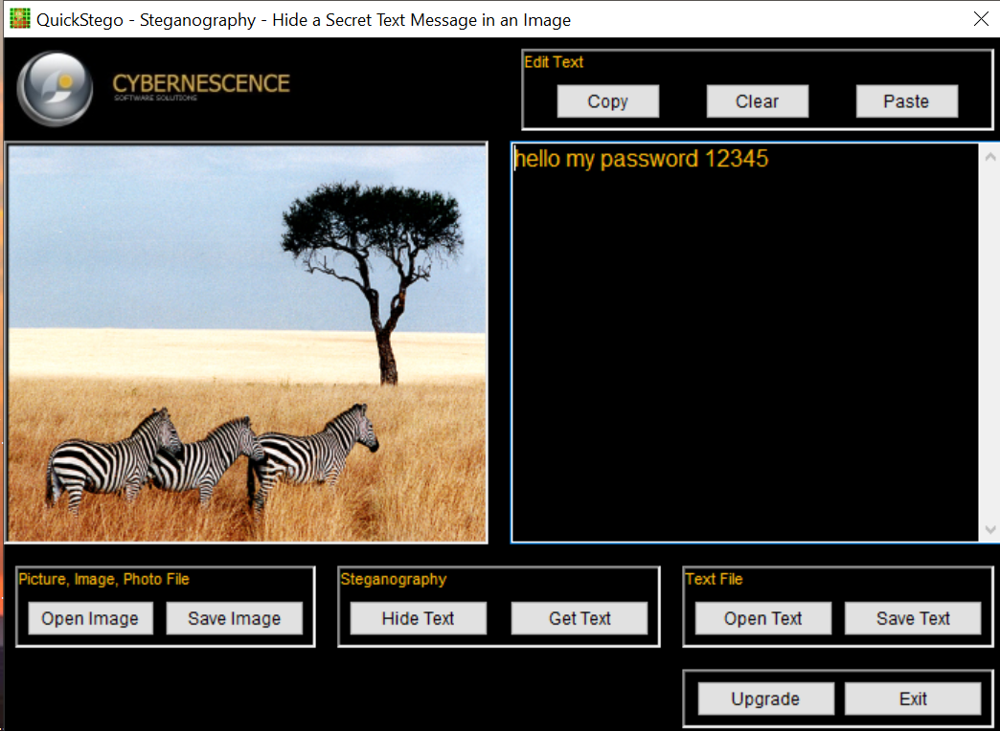 QuickStego - Steganography - Hide a Secret Text Message in an Image
CYBERNESCENCE
SOFTWARE SOLUTIONS
Edit Text
Copy Clear Paste
hello my password 12345
Picture, Image, Photo File
Open Image Save Image
Steganography
Hide Text Get Text
Text File
Open Text Save Text
Upgrade Exit